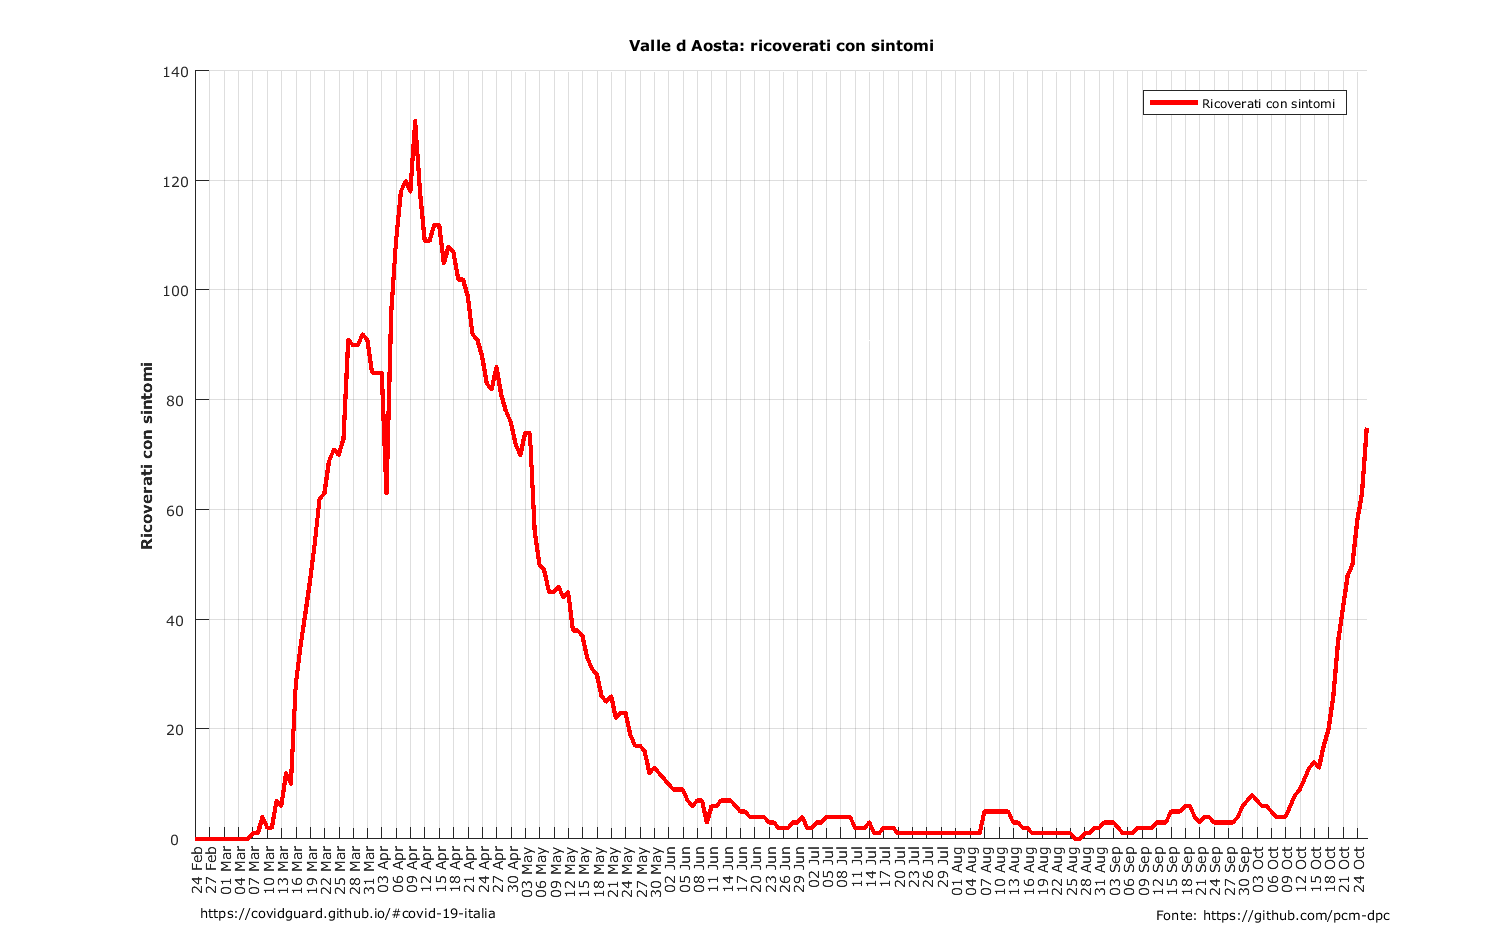 Valle d Aosta: ricoverati con sintomi
Ricoverati con sintomi
Ricoverati con sintomi
140
120
100
80
60
40
20
0
24 Feb
27 Feb
01 Mar
04 Mar
07 Mar
10 Mar
13 Mar
16 Mar
19 Mar
22 Mar
25 Mar
28 Mar
31 Mar
03 Apr
06 Apr
09 Apr
12 Apr
15 Apr
18 Apr
21 Apr
24 Apr
27 Apr
30 Apr
03 May
06 May
09 May
12 May
15 May
18 May
21 May
24 May
27 May
30 May
02 Jun
05 Jun
08 Jun
11 Jun
14 Jun
17 Jun
20 Jun
23 Jun
26 Jun
29 Jun
02 Jul
05 Jul
08 Jul
11 Jul
14 Jul
17 Jul
20 Jul
23 Jul
26 Jul
29 Jul
01 Aug
04 Aug
07 Aug
10 Aug
13 Aug
16 Aug
19 Aug
22 Aug
25 Aug
28 Aug
31 Aug
03 Sep
06 Sep
09 Sep
12 Sep
15 Sep
18 Sep
21 Sep
24 Sep
27 Sep
30 Sep
03 Oct
06 Oct
09 Oct
12 Oct
15 Oct
18 Oct
21 Oct
24 Oct
https://covidguard.github.io/#covid-19-italia
Fonte: https://github.com/pcm-dpc